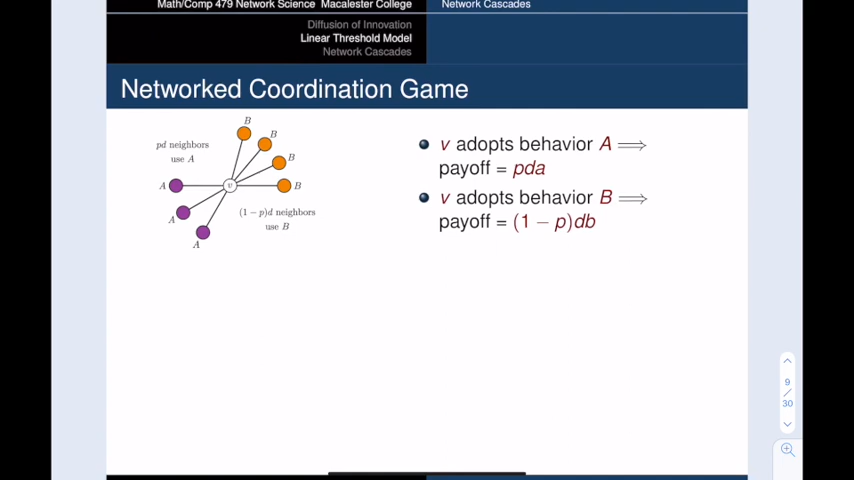 Math/Comp 479 Network Science Macalester College
Network Cascades
Diffusion of Innovation
Linear Threshold Model
Network Cascades
Networked Coordination Game
pd neighbors
use A
B
B
B
B
A
A
A
v
(1 − p)d neighbors
use B
v adopts behavior A ⟹
payoff = pda
v adopts behavior B ⟹
payoff = (1 − p)db
9
/
30